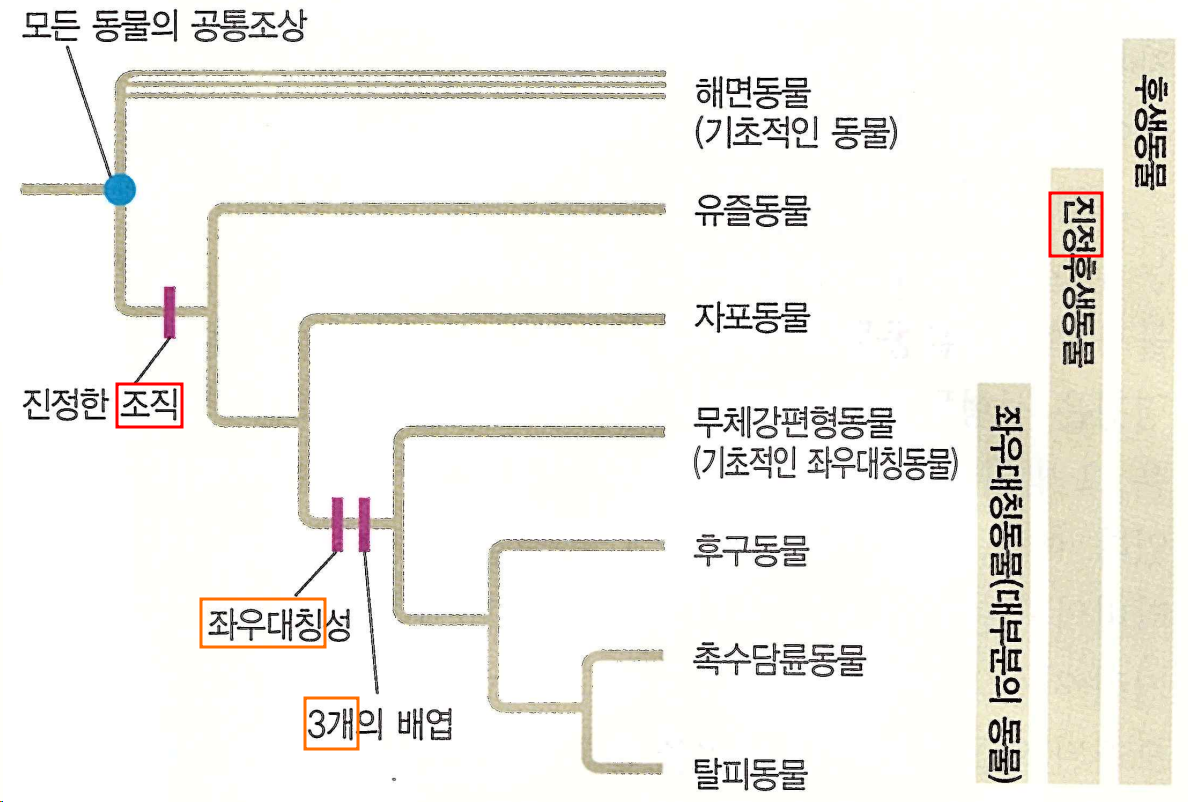 모든 동물의 공통조상
해면동물
(기초적인 동물)
유즐동물
자포동물
진정한 조직
무체강편형동물
(기초적인 좌우대칭동물)
후구동물
좌우대칭성
촉수담륜동물
3개의 배엽
탈피동물
좌우대칭동물(대부분의 동물)
진정후생동물
후생동물